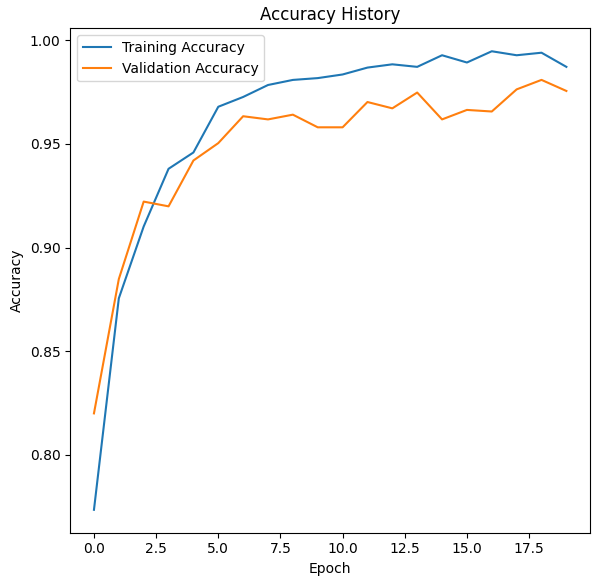 Accuracy History
Training Accuracy
Validation Accuracy
1.00
0.95
0.90
0.85
0.80
Accuracy
0.0 2.5 5.0 7.5 10.0 12.5 15.0 17.5
Epoch